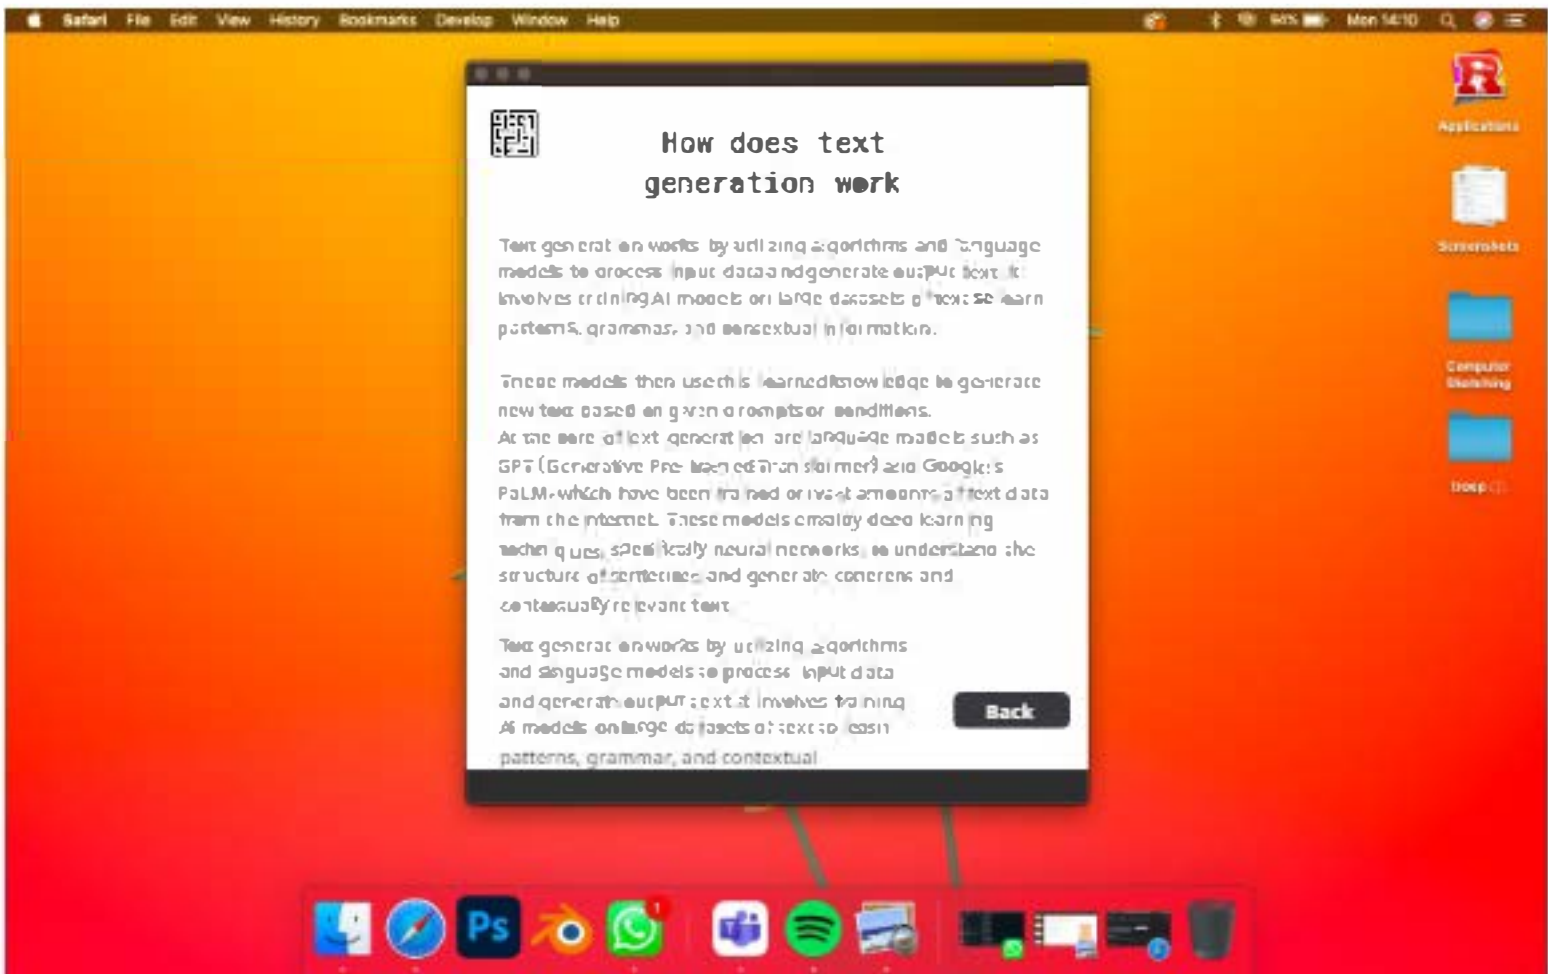 Safari File Edit View History Bookmarks Develop Window Help
Mon 14:10
How does text
generation work
Text generation works by utilizing algorithms and language
models to process input data and generate output text. It
involves training AI models on large datasets of text to learn
patterns, grammar, and contextual information.
These models then use this learned knowledge to generate
new text based on given prompts or conditions.
At the core of text generation are language models such as
GPT (Generative Pre-trained Transformer) and Google's
PaLM, which have been trained on vast amounts of text data
from the internet. These models employ deep learning
techniques, specifically neural networks, to understand the
structure of sentences and generate coherent and
contextually relevant text.
Text generation works by utilizing algorithms
and language models to process input data
and generate output text. It involves training
AI models on large datasets of text to learn
patterns, grammar, and contextual
Back
Applications
Screenshots
Computer
Sketching
Ps
1